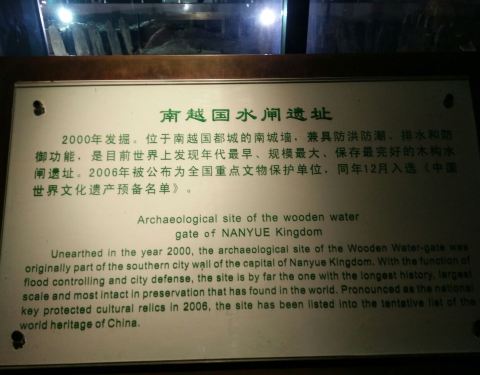 南越国水闸遗址
2000年发掘。位于南越国都城的南城墙，兼具防洪防潮、排水和防
御功能，是目前世界上发现年代最早、规模最大、保存最完好的木构水
闸遗址。2006年被公布为全国重点文物保护单位，同年12月入选《中国
世界文化遗产预备名单》。
Archaeological site of the wooden water
gate of NANYUE Kingdom
Unearthed in the year 2000, the archaeological site of the Wooden Water-gate was
originally part of the southern city wall of the capital of Nanyue Kingdom. With the function of
flood controlling and city defense, the site is by far the one with the longest history, largest
scale and most intact in preservation that has found in the world. Pronounced as the national
key protected cultural relics in 2006, the site has been listed into the tentative list of the
world heritage of China.